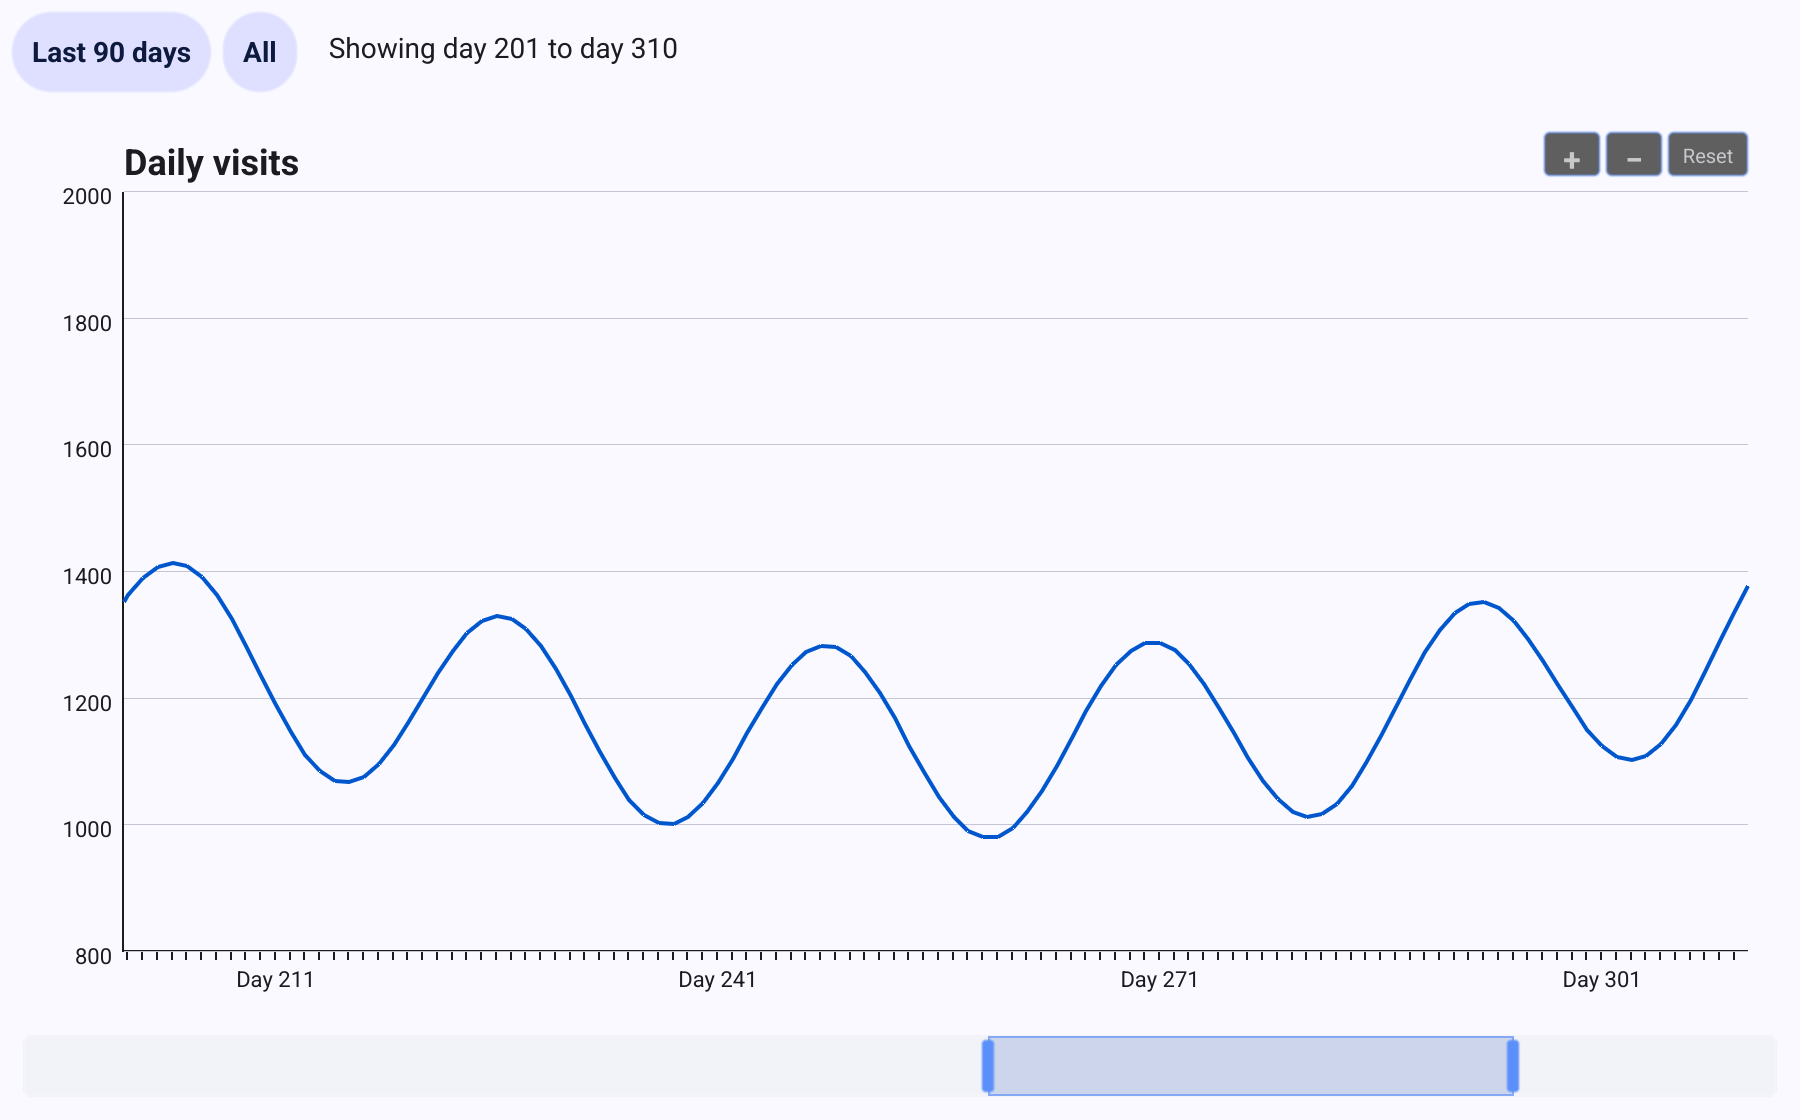 Last 90 days All Showing day 201 to day 310
Daily visits
+ − Reset
2000
1800
1600
1400
1200
1000
800
Day 211 Day 241 Day 271 Day 301